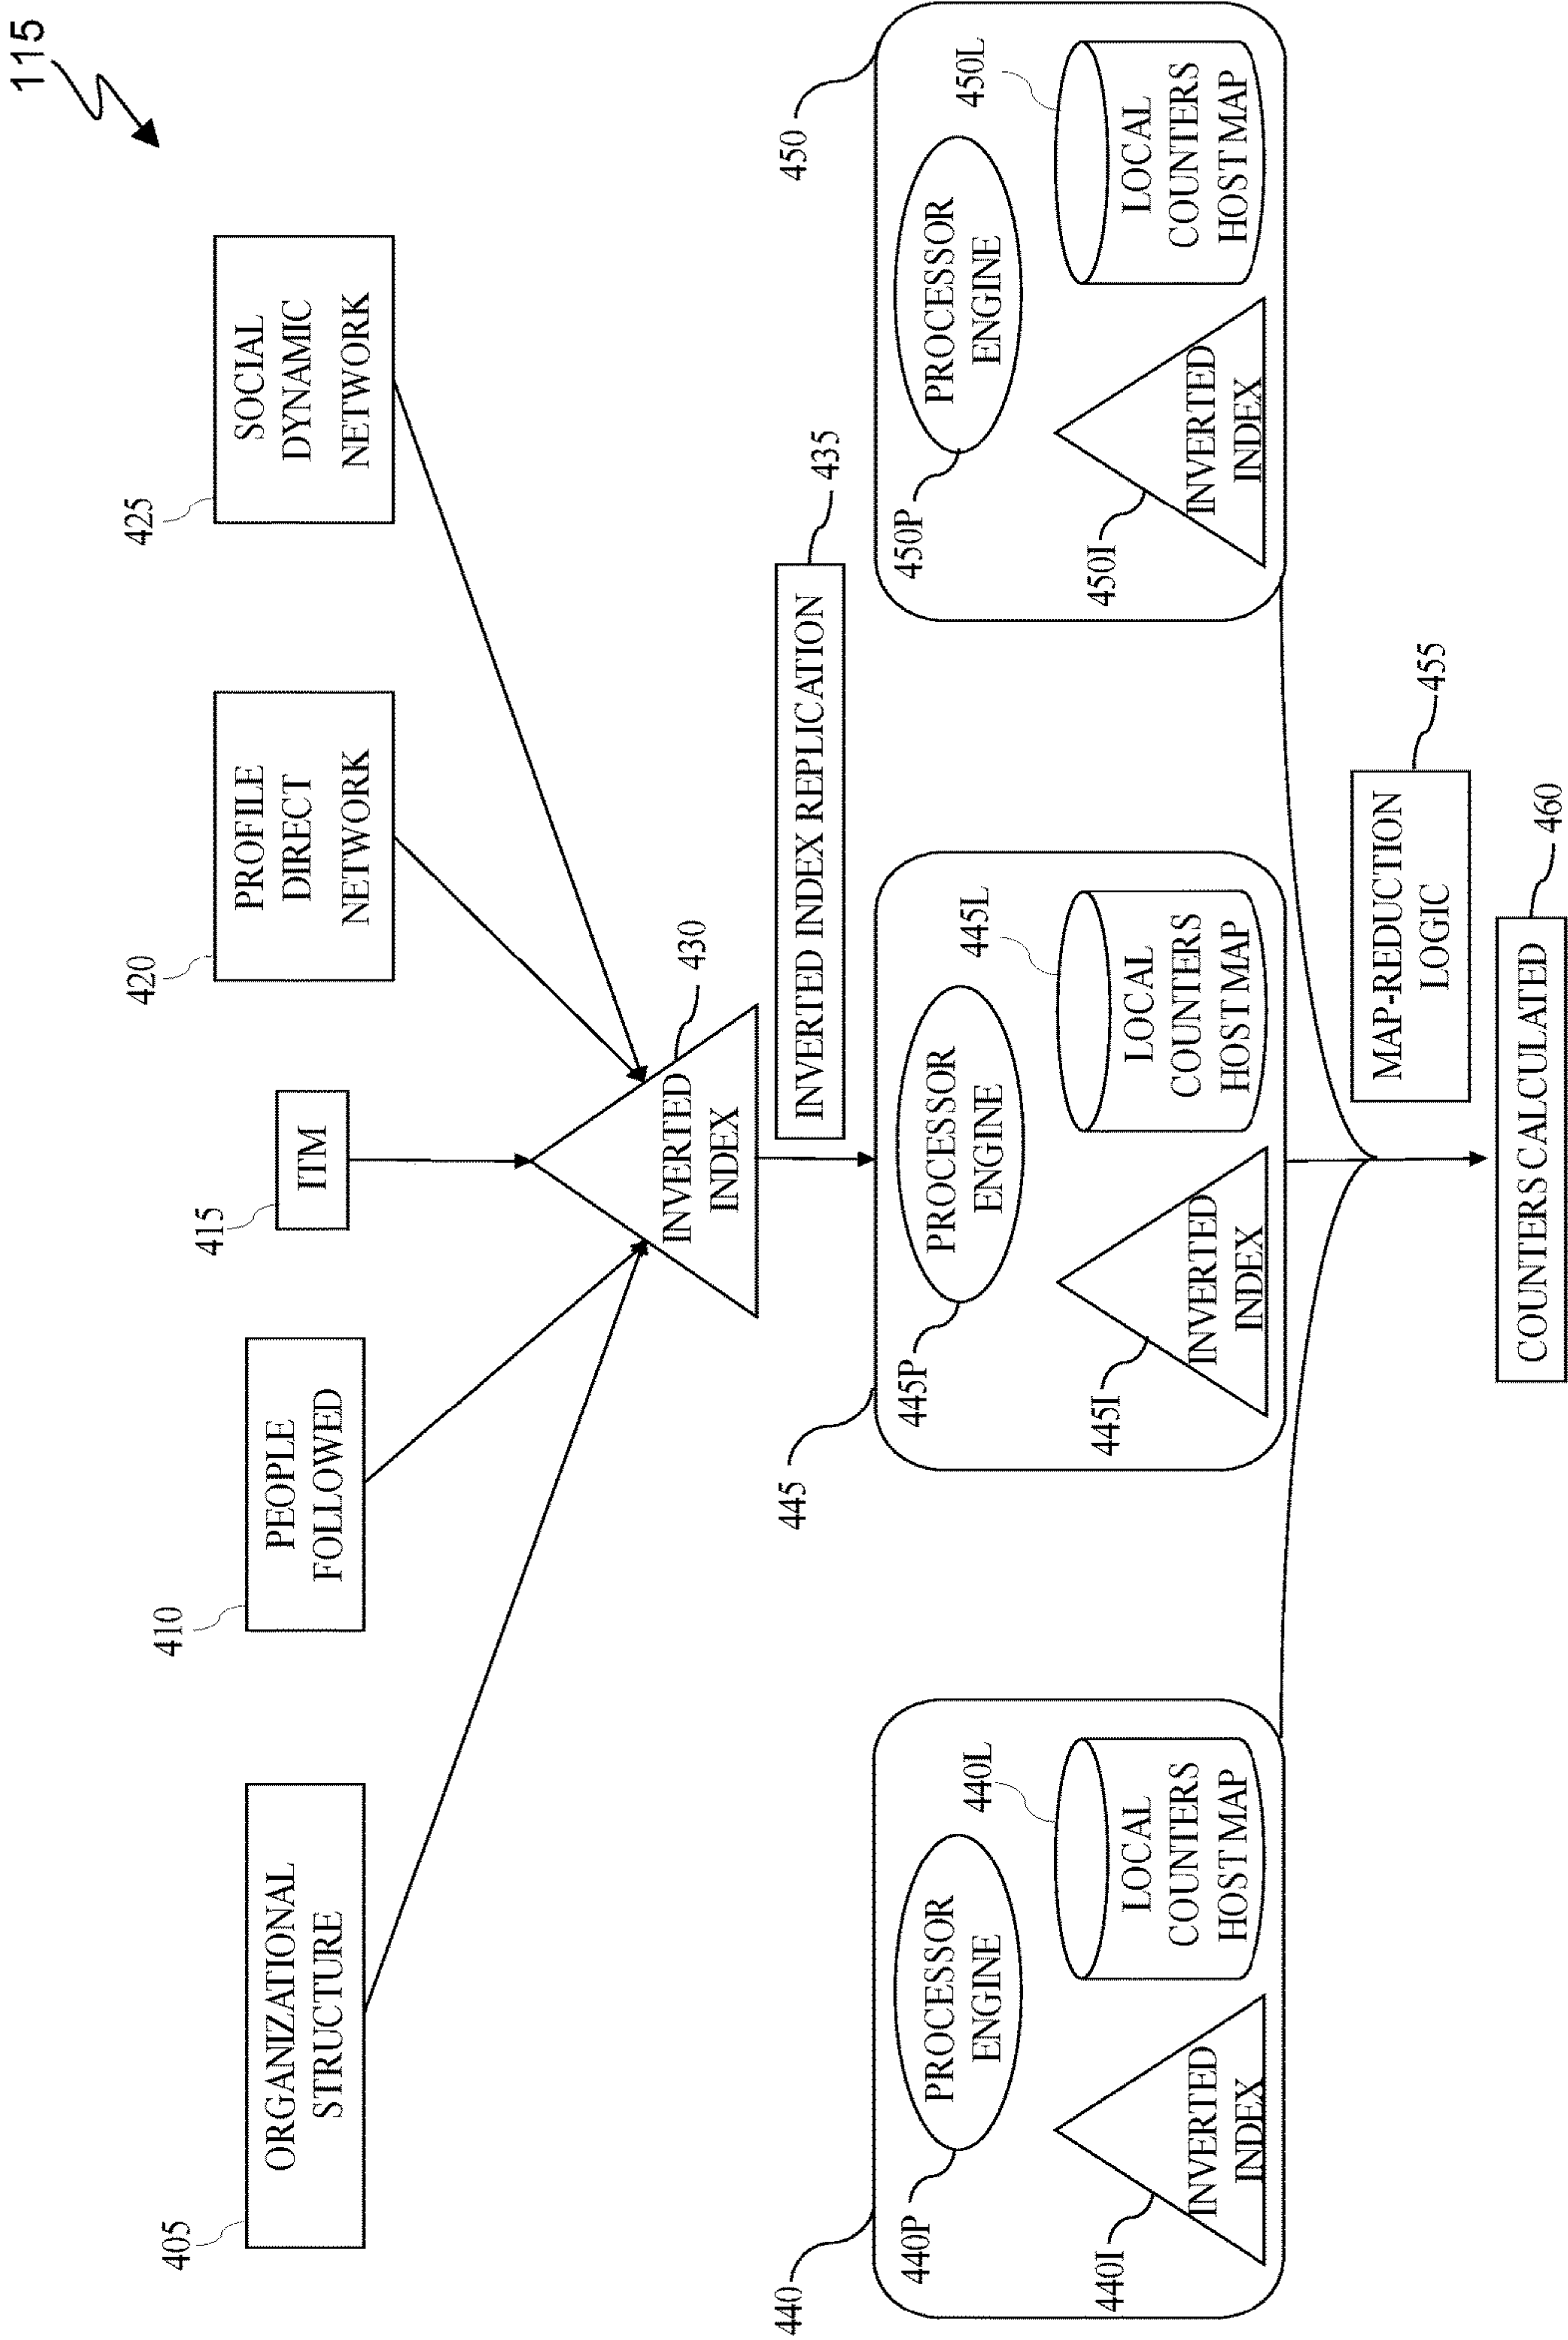 115
405
ORGANIZATIONAL
STRUCTURE
410
PEOPLE
FOLLOWED
415
ITM
420
PROFILE
DIRECT
NETWORK
425
SOCIAL
DYNAMIC
NETWORK
INVERTED
INDEX
430
INVERTED INDEX REPLICATION
435
440
440P
PROCESSOR
ENGINE
440I
INVERTED
INDEX
440L
LOCAL
COUNTERS
HOST MAP
445
445P
PROCESSOR
ENGINE
445I
INVERTED
INDEX
445L
LOCAL
COUNTERS
HOST MAP
450
450P
PROCESSOR
ENGINE
450I
INVERTED
INDEX
450L
LOCAL
COUNTERS
HOST MAP
MAP-REDUCTION
LOGIC
455
COUNTERS CALCULATED
460